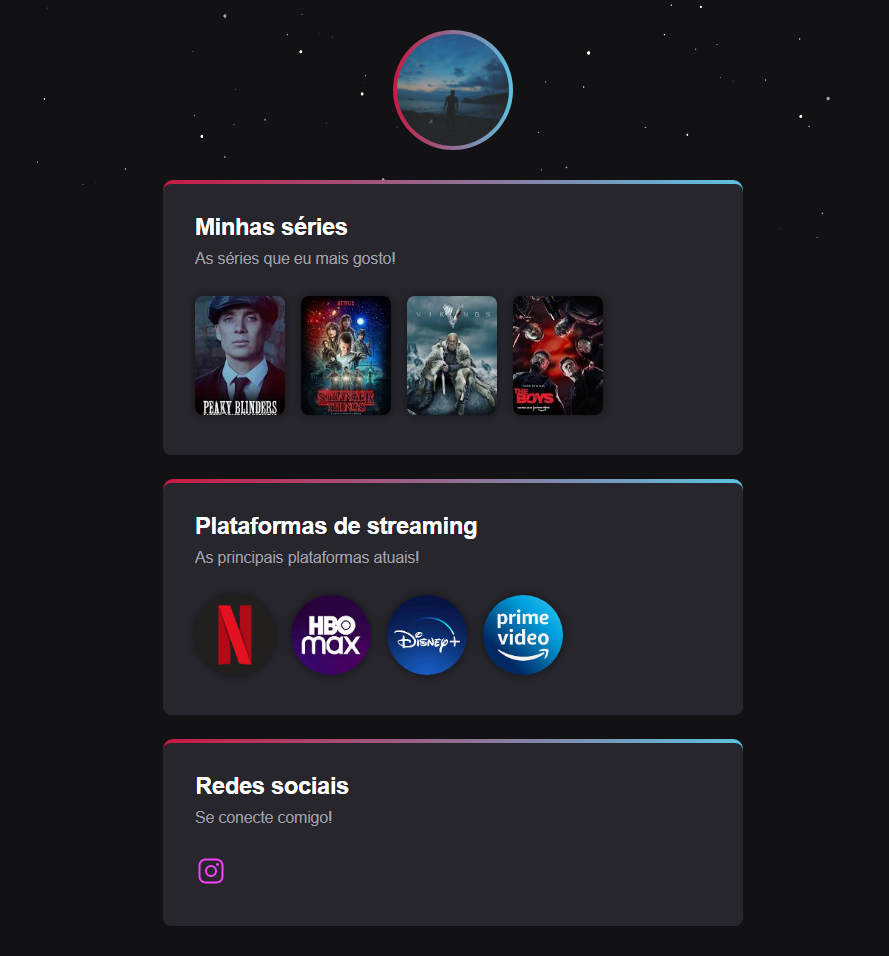 Minhas séries
As séries que eu mais gosto!
PEAKY BLINDERS
NETFLIX
STRANGER
THINGS
VIKINGS
THE
BOYS
Plataformas de streaming
As principais plataformas atuais!
N
HBO
max
Disney+
prime
video
Redes sociais
Se conecte comigo!